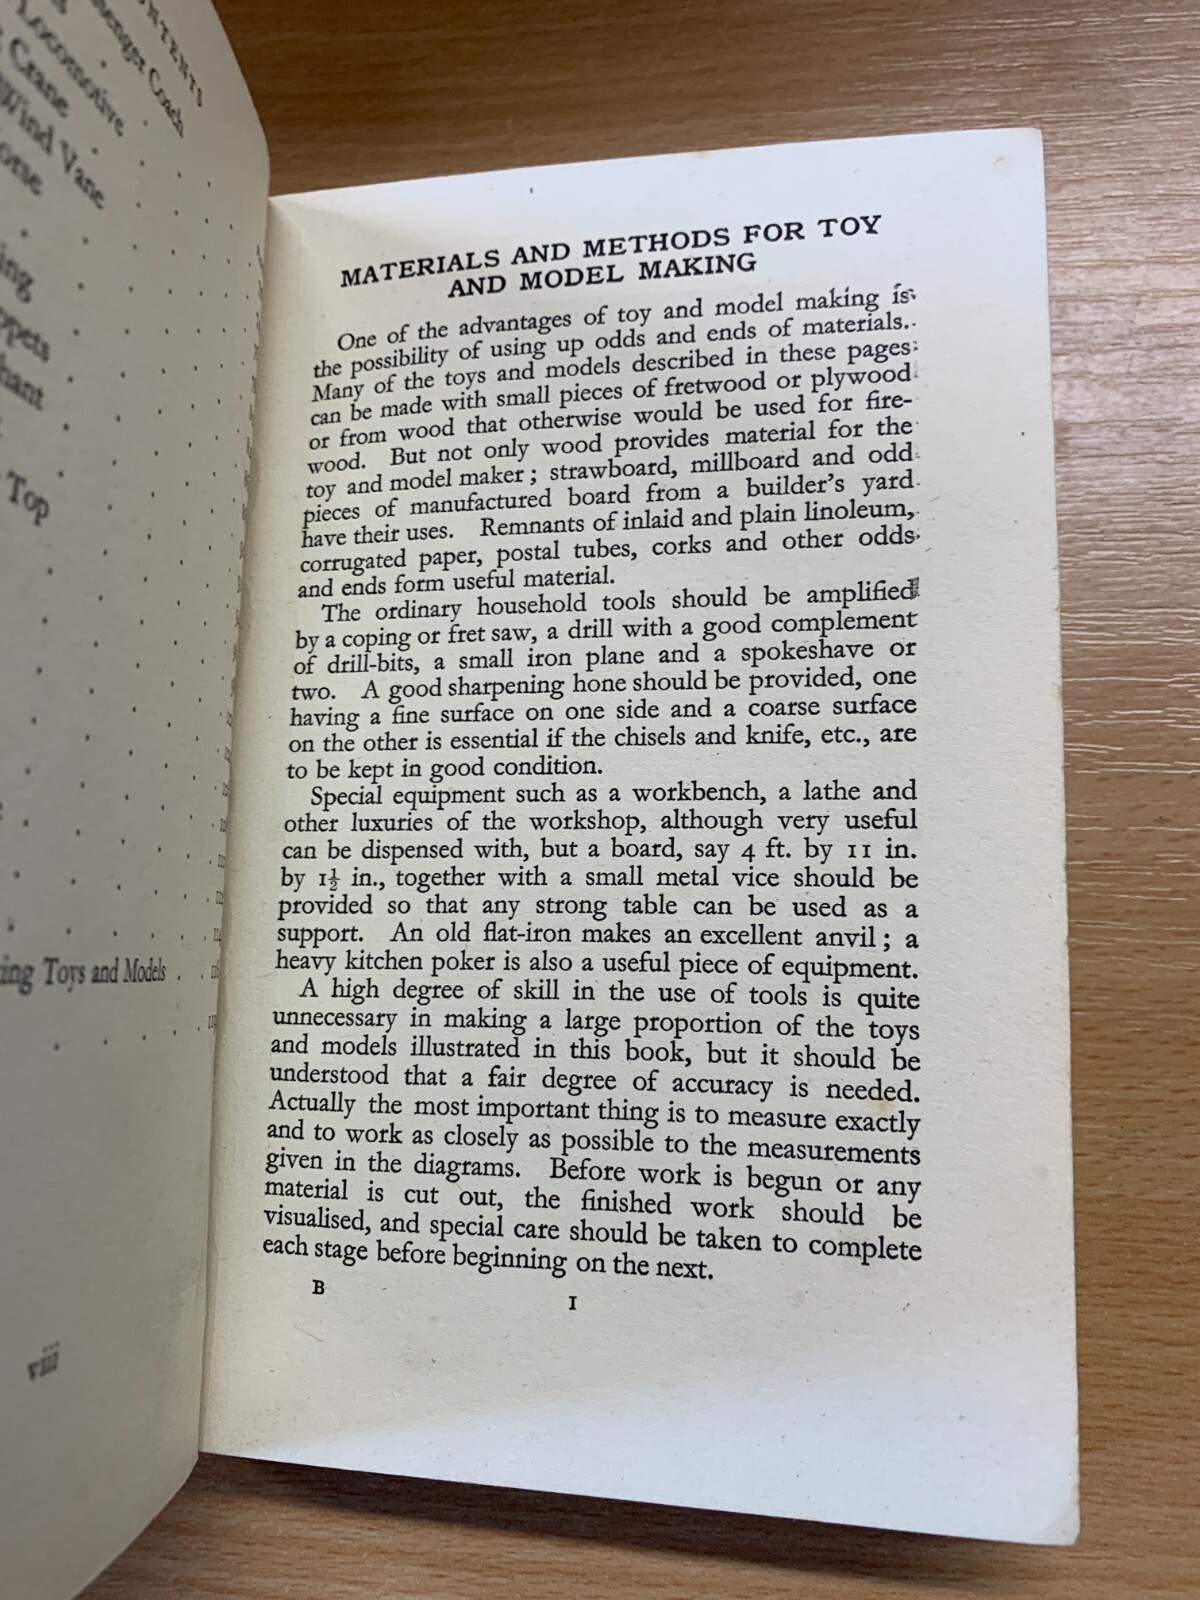 NTENTS
senger Coach
Locomotive
Crane
Wind Vane
orse
ing
ppets
hant
Top
ing Toys and Models
viii
MATERIALS AND METHODS FOR TOY
AND MODEL MAKING
One of the advantages of toy and model making is
the possibility of using up odds and ends of materials.
Many of the toys and models described in these pages
can be made with small pieces of fretwood or plywood
or from wood that otherwise would be used for fire-
wood. But not only wood provides material for the
toy and model maker ; strawboard, millboard and odd
pieces of manufactured board from a builder's yard
have their uses. Remnants of inlaid and plain linoleum,
corrugated paper, postal tubes, corks and other odds
and ends form useful material.
The ordinary household tools should be amplified
by a coping or fret saw, a drill with a good complement
of drill-bits, a small iron plane and a spokeshave or
two. A good sharpening hone should be provided, one
having a fine surface on one side and a coarse surface
on the other is essential if the chisels and knife, etc., are
to be kept in good condition.
Special equipment such as a workbench, a lathe and
other luxuries of the workshop, although very useful
can be dispensed with, but a board, say 4 ft. by 11 in.
by 1½ in., together with a small metal vice should be
provided so that any strong table can be used as a
support. An old flat-iron makes an excellent anvil ; a
heavy kitchen poker is also a useful piece of equipment.
A high degree of skill in the use of tools is quite
unnecessary in making a large proportion of the toys
and models illustrated in this book, but it should be
understood that a fair degree of accuracy is needed.
Actually the most important thing is to measure exactly
and to work as closely as possible to the measurements
given in the diagrams. Before work is begun or any
material is cut out, the finished work should be
visualised, and special care should be taken to complete
each stage before beginning on the next.
B
1